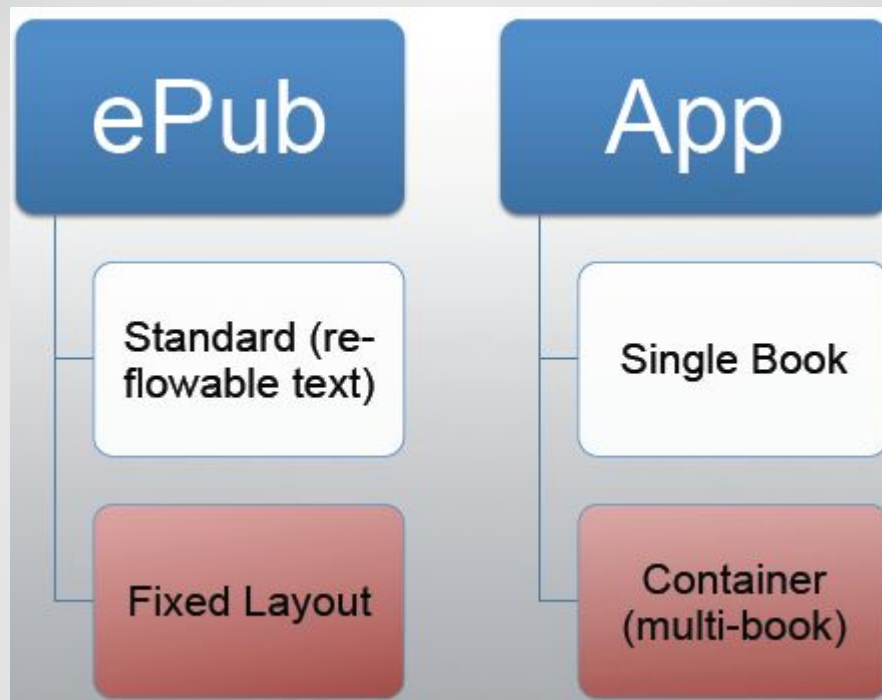 ePub
Standard (re-
flowable text)
Fixed Layout
App
Single Book
Container
(multi-book)